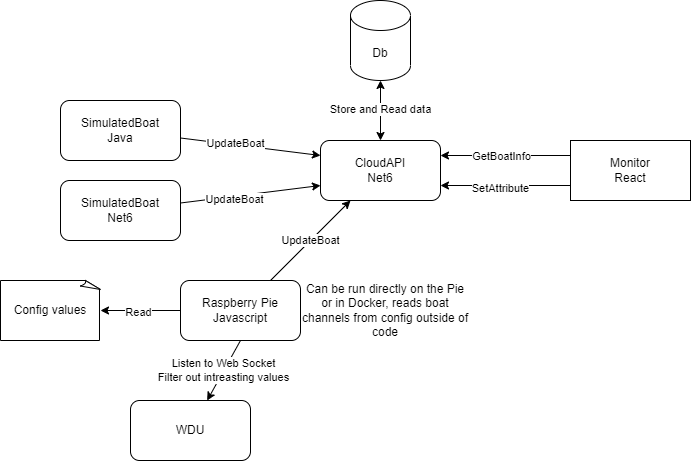 Db
Store and Read data
SimulatedBoat
Java
UpdateBoat
CloudAPI
Net6
GetBoatInfo
SetAttribute
Monitor
React
SimulatedBoat
Net6
UpdateBoat
UpdateBoat
Config values
Read
Raspberry Pie
Javascript
Can be run directly on the Pie
or in Docker, reads boat
channels from config outside of
code
Listen to Web Socket
Filter out intreasting values
WDU